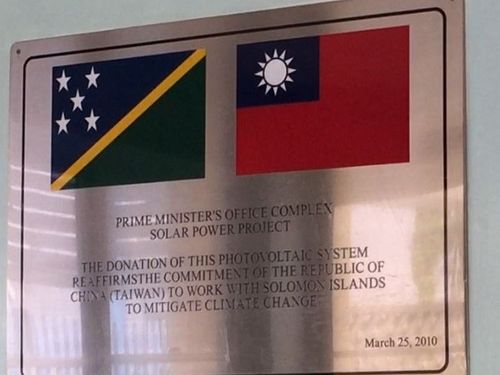 PRIME MINISTER'S OFFICE COMPLEX
SOLAR POWER PROJECT
THE DONATION OF THIS PHOTOVOLTAIC SYSTEM
REAFFIRMSTHE COMMITMENT OF THE REPUBLIC OF
CHINA (TAIWAN) TO WORK WITH SOLOMON ISLANDS
TO MITIGATE CLIMATE CHANGE
March 25, 2010